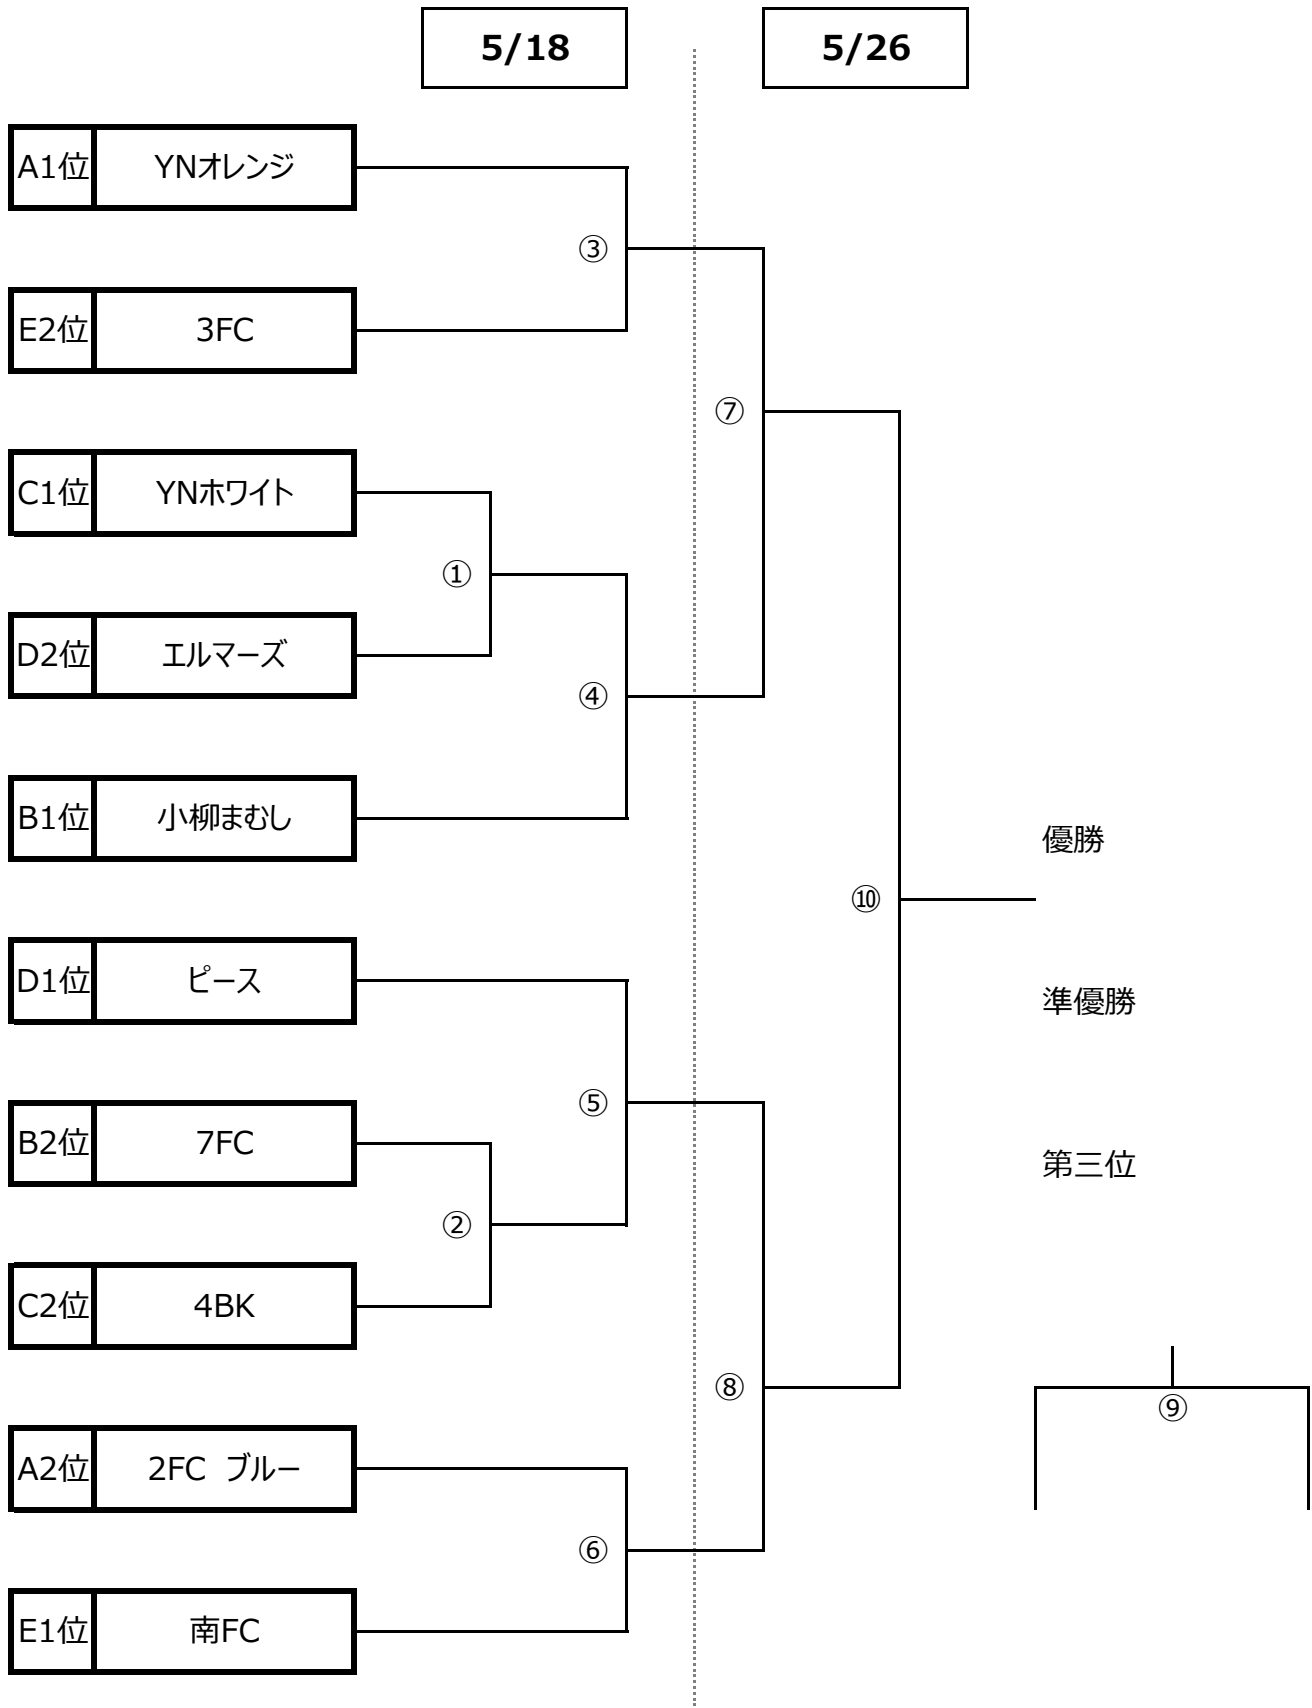 5/18
5/26
A1位 YNオレンジ
③
E2位 3FC
⑦
C1位 YNホワイト
①
D2位 エルマーズ
④
B1位 小柳まむし
優勝
⑩
D1位 ピース
準優勝
⑤
B2位 7FC
第三位
②
C2位 4BK
⑧
⑨
A2位 2FC ブルー
⑥
E1位 南FC